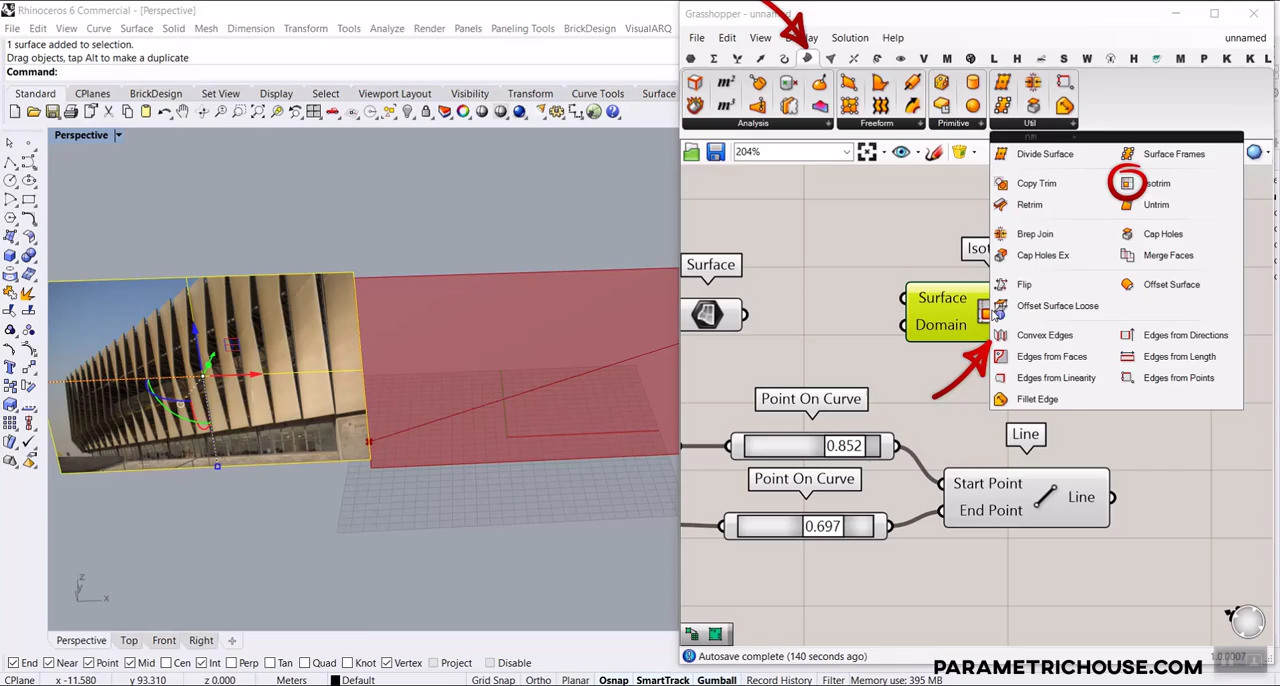 Rhinoceros 6 Commercial - [Perspective]
File Edit View Curve Surface Solid Mesh Dimension Transform Tools Analyze Render Panels Paneling Tools BrickDesign VisualARQ
1 surface added to selection.
Drag objects, tap Alt to make a duplicate
Command:
Standard CPlanes BrickDesign Set View Display Select Viewport Layout Visibility Transform Curve Tools Surface
Perspective
Grasshopper - unnamed
File Edit View Display Solution Help unnamed
Σ V M L H S M H M P K K L
m²
m³
Analysis Freeform Primitive Util
204%
Divide Surface Surface Frames
Copy Trim Isotrim
Retrim Untrim
Brep Join Cap Holes
Cap Holes Ex Merge Faces
Flip Offset Surface
Offset Surface Loose
Convex Edges Edges from Directions
Edges from Faces Edges from Length
Edges from Linearity Edges from Points
Fillet Edge
Surface
Surface
Domain
Point On Curve
0.852
Point On Curve
0.697
Line
Start Point
End Point
Line
z
y
x
Perspective Top Front Right
Autosave complete (140 seconds ago)
1.0.0007
End Near Point Mid Cen Int Perp Tan Quad Knot Vertex Project Disable
CPlane x -11.580 y 93.310 z 0.000 Meters Default Grid Snap Ortho Planar Osnap SmartTrack Gumball Record History Filter Memory use: 395 MB
PARAMETRICHOUSE.COM